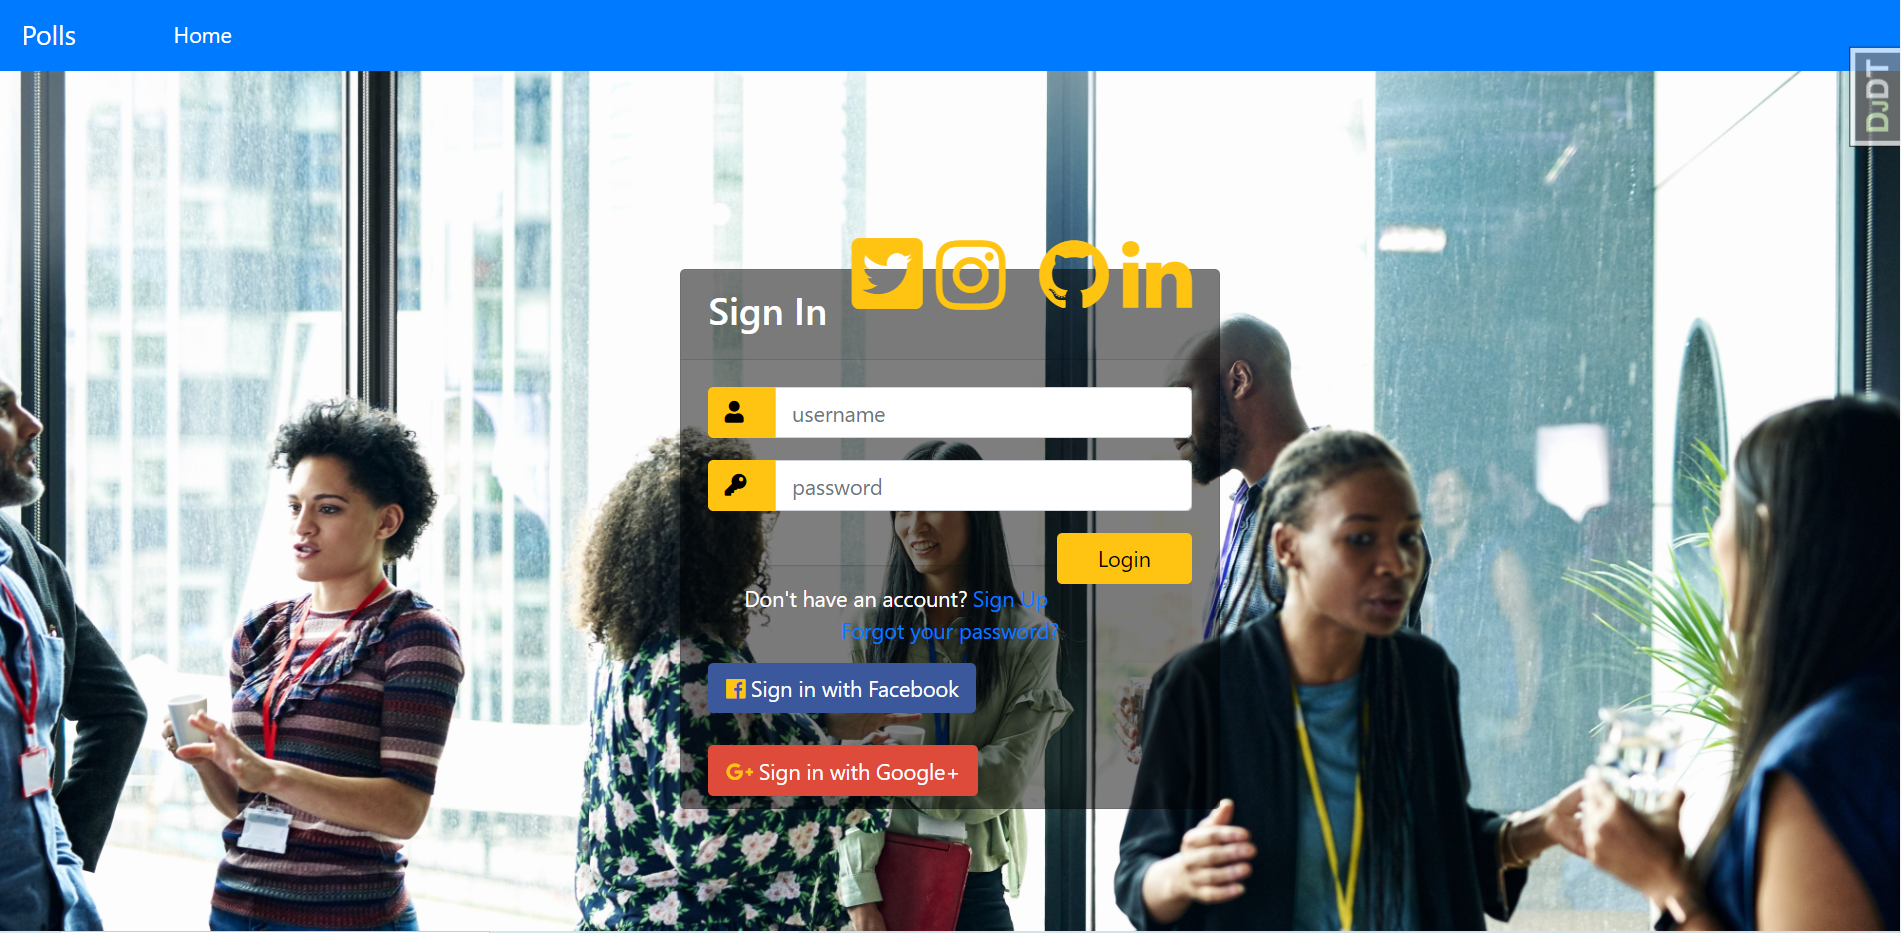 Polls Home
DjDT
Sign In
username
password
Login
Don't have an account? Sign Up
Forgot your password?
Sign in with Facebook
G+ Sign in with Google+